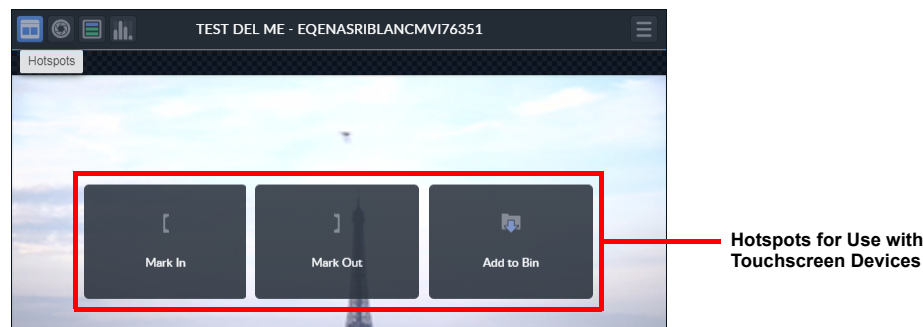 TEST DEL ME - EQENASRIBLANCMVI76351
Hotspots
Mark In
Mark Out
Add to Bin
Hotspots for Use with
Touchscreen Devices